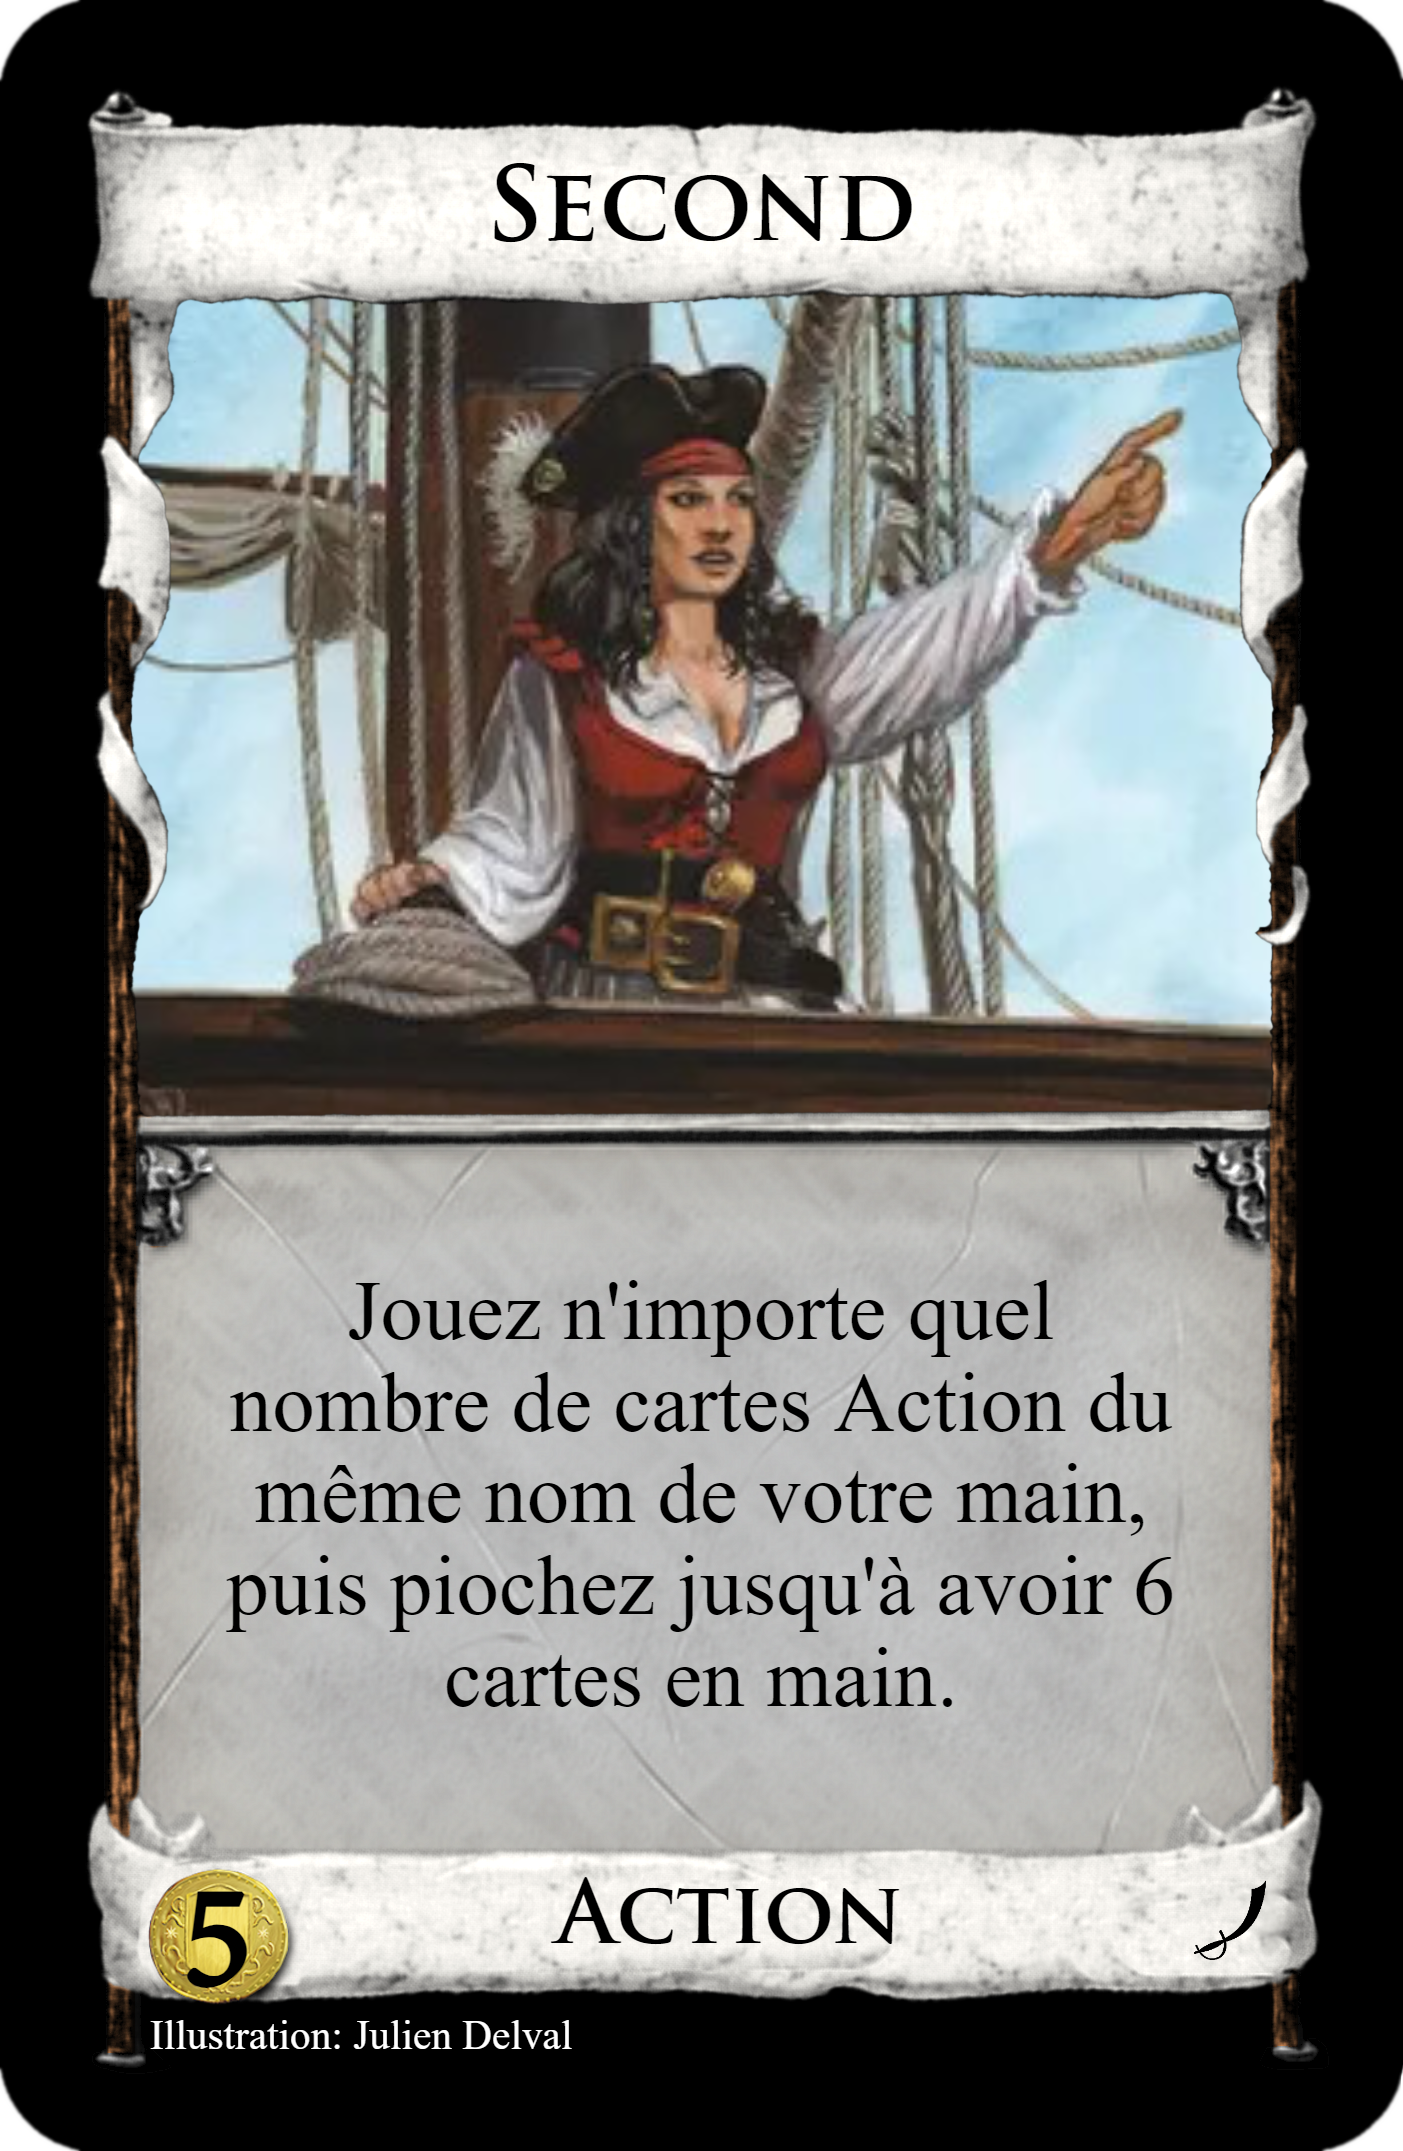 Second
Jouez n'importe quel
nombre de cartes Action du
même nom de votre main,
puis piochez jusqu'à avoir 6
cartes en main.
5
Action
Illustration: Julien Delval